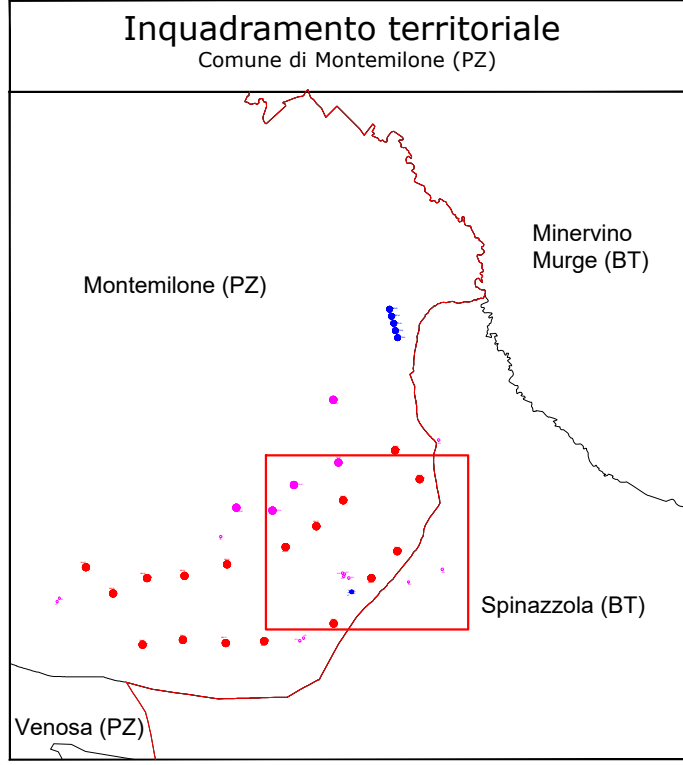 Inquadramento territoriale
Comune di Montemilone (PZ)
Minervino
Murge (BT)
Montemilone (PZ)
Spinazzola (BT)
Venosa (PZ)